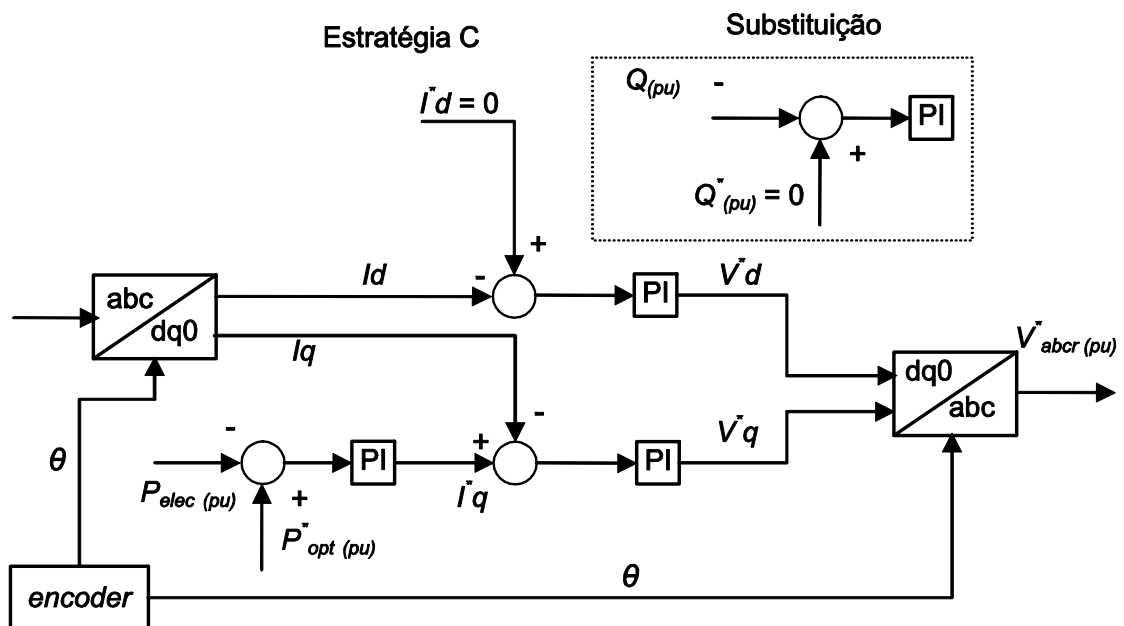 Estratégia C
Substituição
Q(pu)
-
PI
+
Q*(pu) = 0
I*d = 0
+
Id
-
PI
V*d
abc
dq0
Iq
V*abcr (pu)
dq0
abc
-
V*q
-
+
PI
PI
θ
Pelec (pu)
+
I*q
P*opt (pu)
θ
encoder